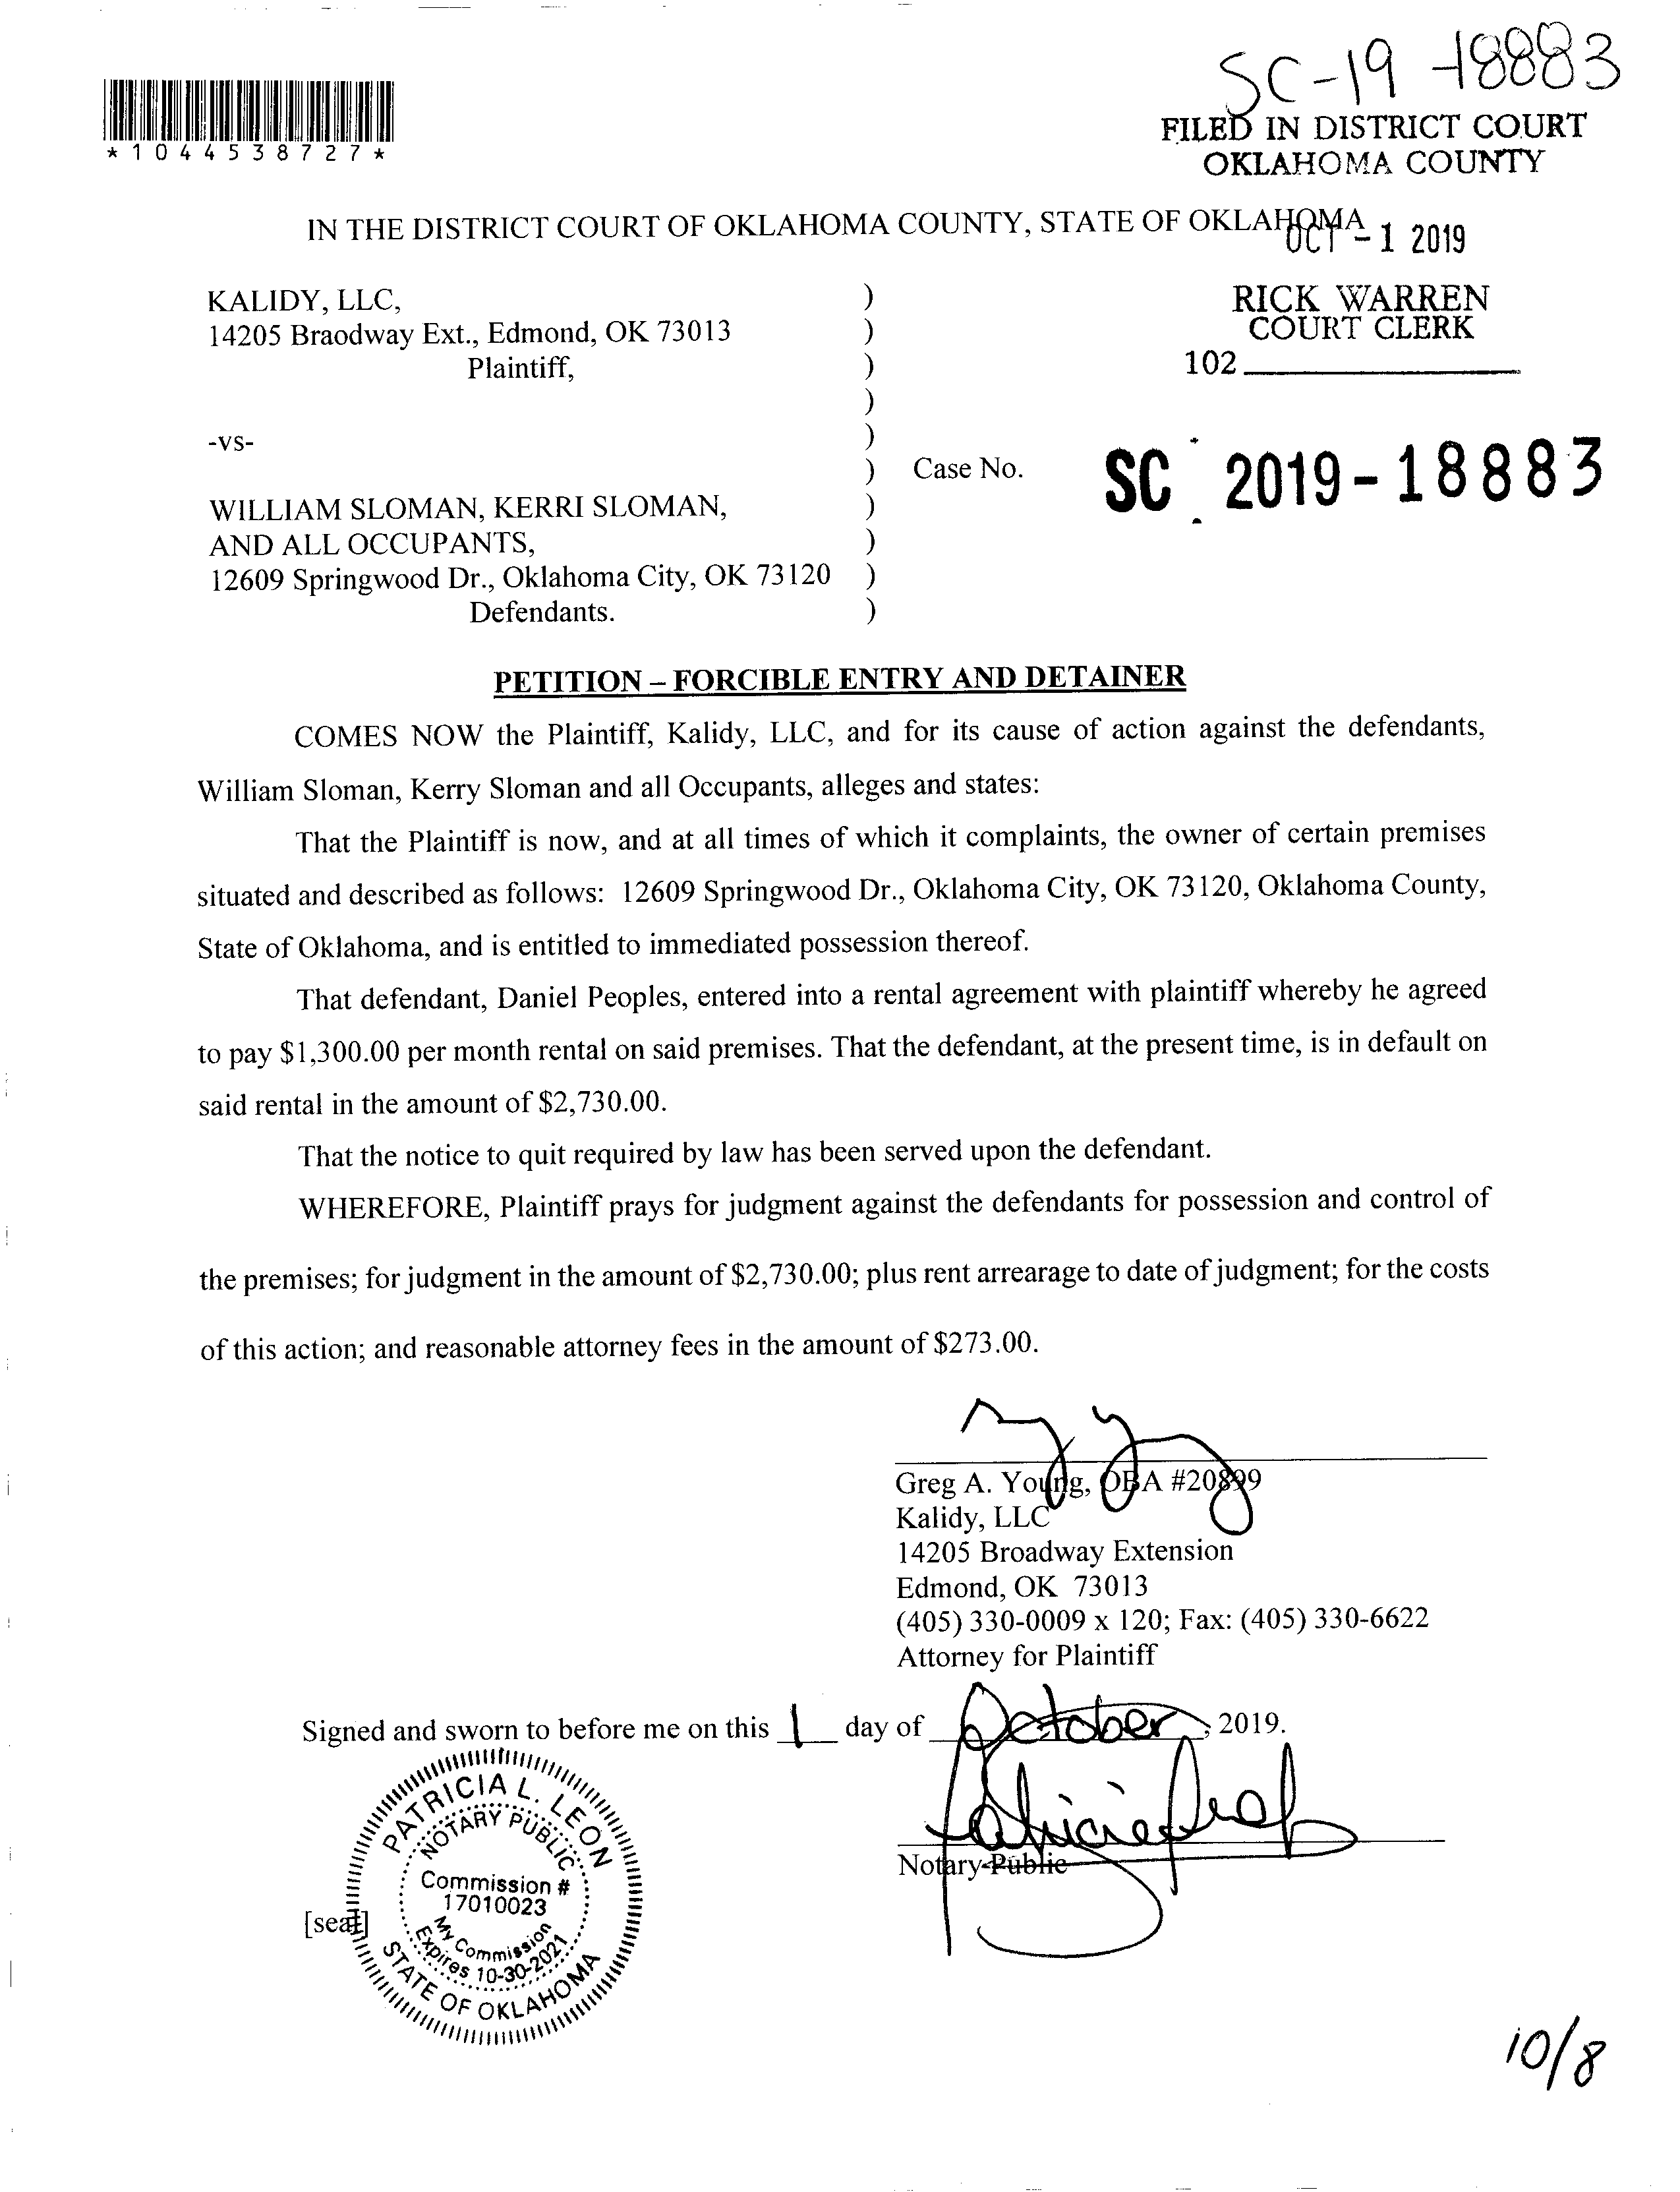 SC-19-18883
*1044538727*
FILED IN DISTRICT COURT
OKLAHOMA COUNTY
IN THE DISTRICT COURT OF OKLAHOMA COUNTY, STATE OF OKLAHOMA
OCT - 1 2019
KALIDY, LLC, )
14205 Braodway Ext., Edmond, OK 73013 )
Plaintiff, )
)
RICK WARREN
COURT CLERK
102
-vs- )
) Case No. SC 2019-18883
WILLIAM SLOMAN, KERRI SLOMAN, )
AND ALL OCCUPANTS, )
12609 Springwood Dr., Oklahoma City, OK 73120 )
Defendants. )
PETITION – FORCIBLE ENTRY AND DETAINER
COMES NOW the Plaintiff, Kalidy, LLC, and for its cause of action against the defendants,
William Sloman, Kerry Sloman and all Occupants, alleges and states:
That the Plaintiff is now, and at all times of which it complaints, the owner of certain premises
situated and described as follows: 12609 Springwood Dr., Oklahoma City, OK 73120, Oklahoma County,
State of Oklahoma, and is entitled to immediated possession thereof.
That defendant, Daniel Peoples, entered into a rental agreement with plaintiff whereby he agreed
to pay $1,300.00 per month rental on said premises. That the defendant, at the present time, is in default on
said rental in the amount of $2,730.00.
That the notice to quit required by law has been served upon the defendant.
WHEREFORE, Plaintiff prays for judgment against the defendants for possession and control of
the premises; for judgment in the amount of $2,730.00; plus rent arrearage to date of judgment; for the costs
of this action; and reasonable attorney fees in the amount of $273.00.
Greg A. Young, OBA #20899
Kalidy, LLC
14205 Broadway Extension
Edmond, OK 73013
(405) 330-0009 x 120; Fax: (405) 330-6622
Attorney for Plaintiff
Signed and sworn to before me on this 1 day of October, 2019.
Notary Public
[seal]
PATRICIA L. LEON
NOTARY PUBLIC
Commission #
17010023
My Commission
Expires 10-30-2021
STATE OF OKLAHOMA
10/8